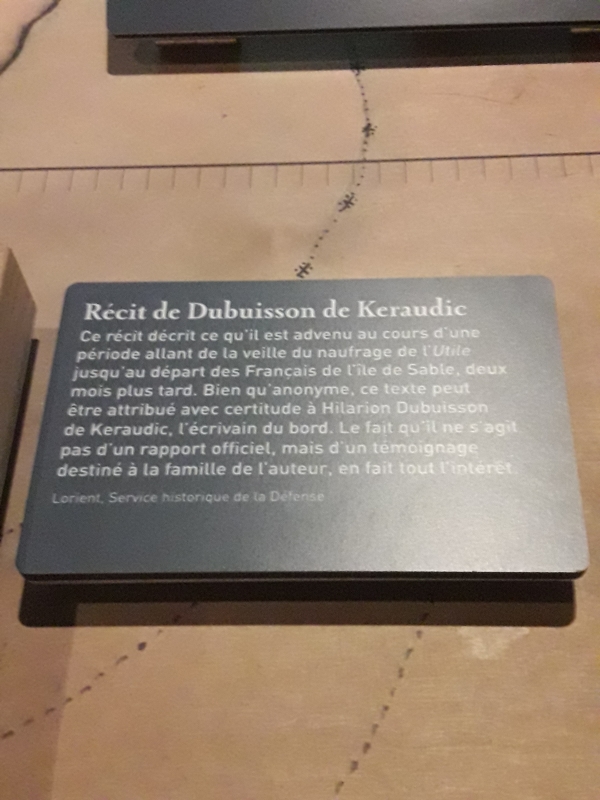 Récit de Dubuisson de Keraudic
Ce récit décrit ce qu'il est advenu au cours d'une
période allant de la veille du naufrage de l'Utile
jusqu'au départ des Français de l'île de Sable, deux
mois plus tard. Bien qu'anonyme, ce texte peut
être attribué avec certitude à Hilarion Dubuisson
de Keraudic, l'écrivain du bord. Le fait qu'il ne s'agit
pas d'un rapport officiel, mais d'un témoignage
destiné à la famille de l'auteur, en fait tout l'intérêt.
Lorient, Service historique de la Défense